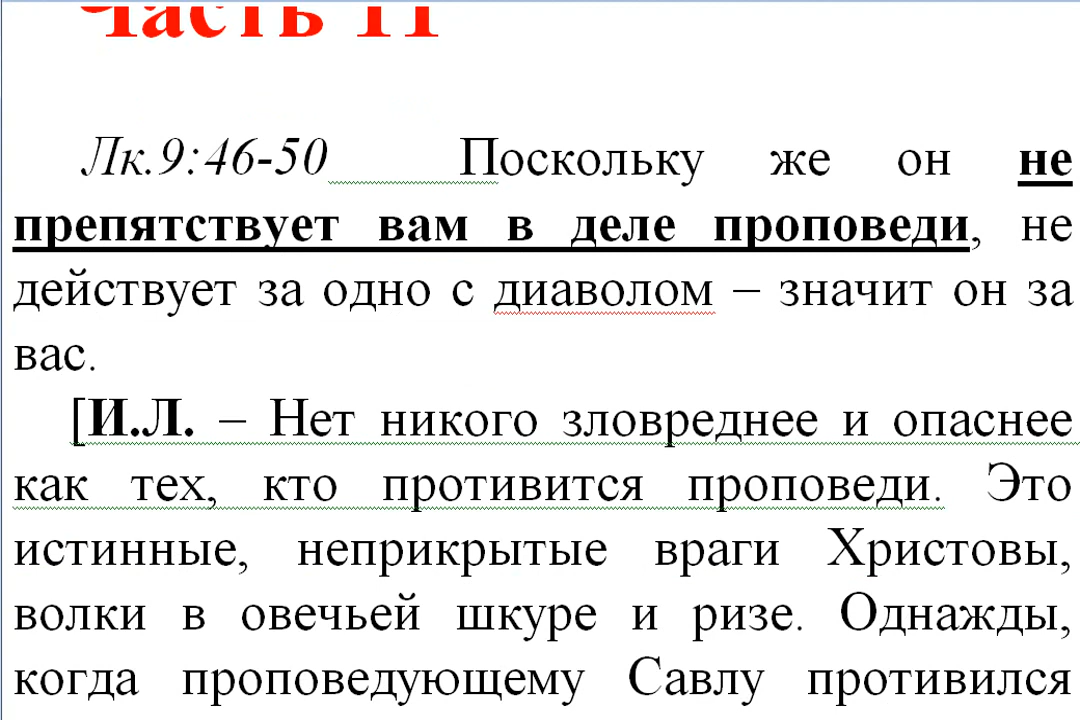 Часть 11
Лк.9:46-50 Поскольку же он не
препятствует вам в деле проповеди, не
действует за одно с диаволом – значит он за
вас.
[И.Л. – Нет никого зловреднее и опаснее
как тех, кто противится проповеди. Это
истинные, неприкрытые враги Христовы,
волки в овечьей шкуре и ризе. Однажды,
когда проповедующему Савлу противился